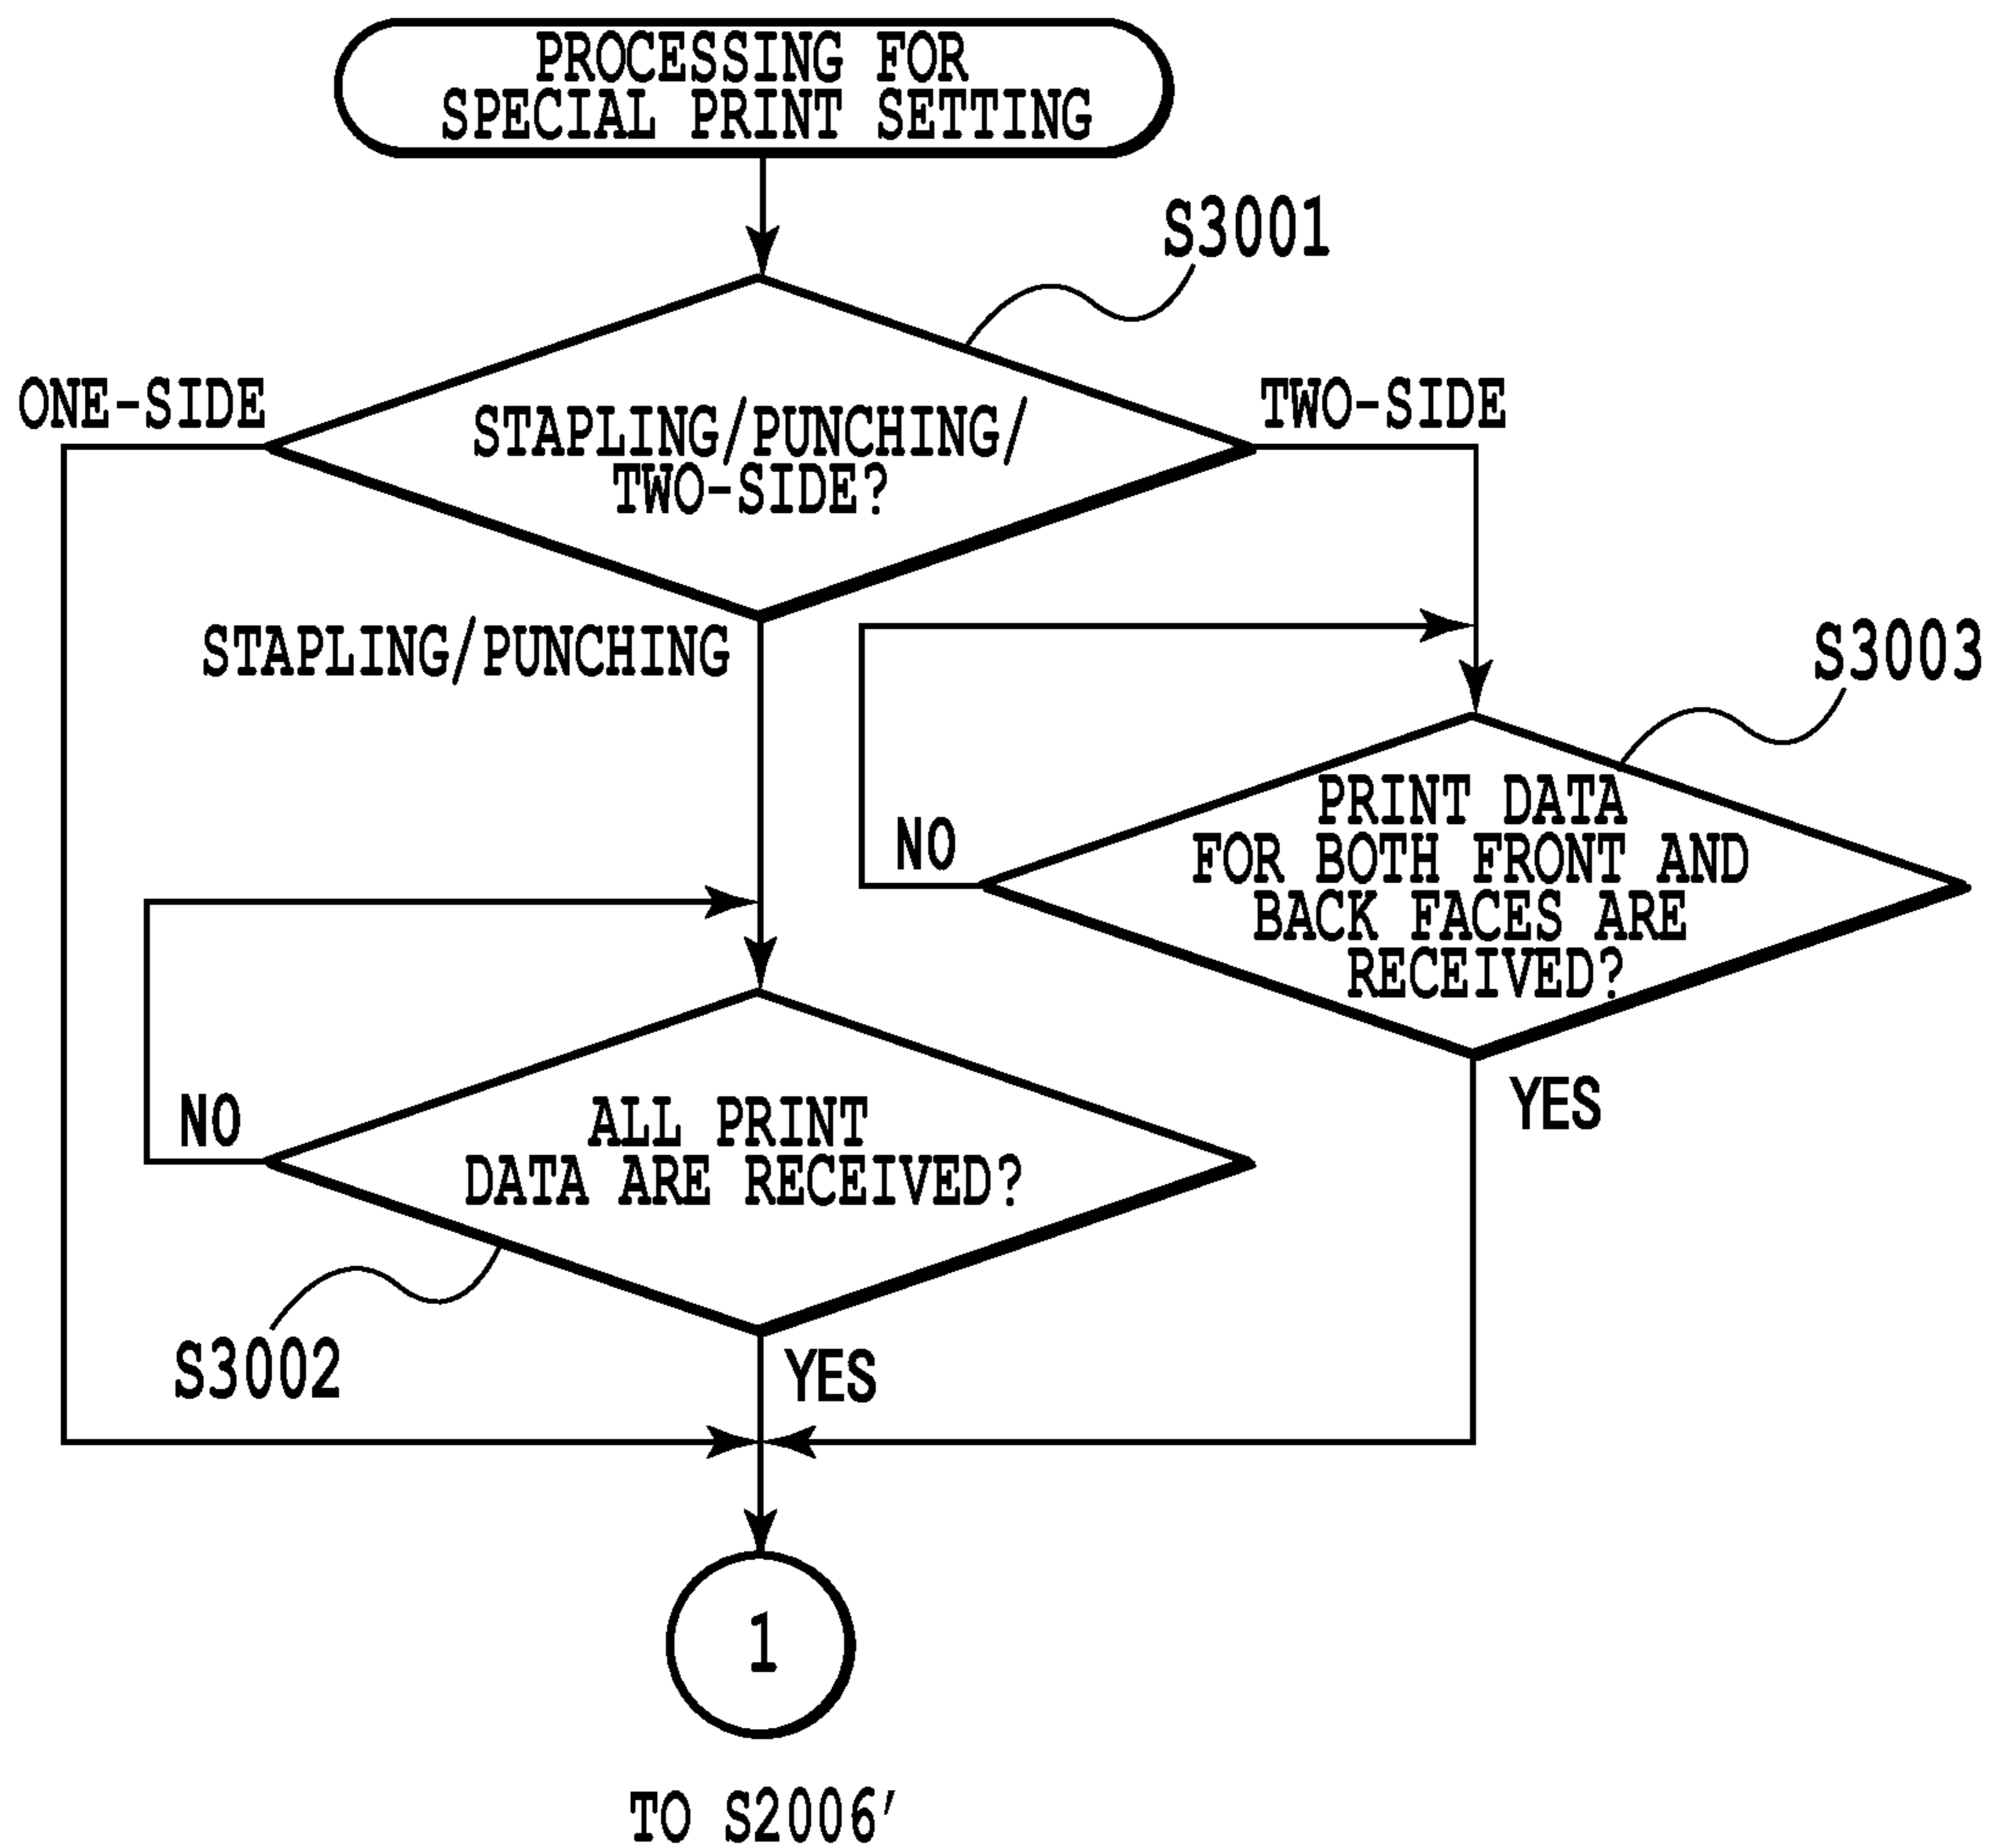 PROCESSING FOR
SPECIAL PRINT SETTING
S3001
ONE-SIDE
STAPLING/PUNCHING/
TWO-SIDE?
TWO-SIDE
STAPLING/PUNCHING
S3003
PRINT DATA
FOR BOTH FRONT AND
BACK FACES ARE
RECEIVED?
NO
YES
ALL PRINT
DATA ARE RECEIVED?
NO
S3002
YES
1
TO S2006'